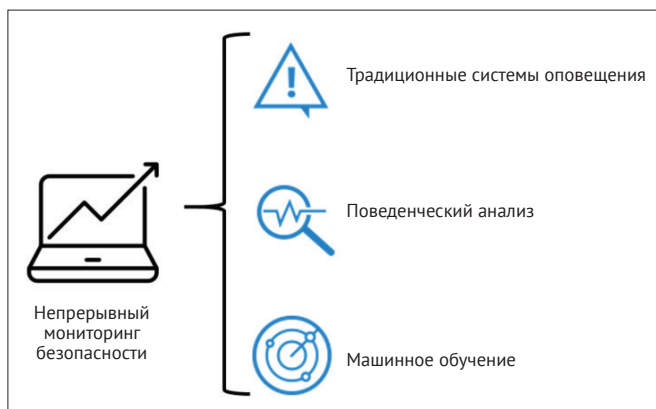 Традиционные системы оповещения
Поведенческий анализ
Непрерывный
мониторинг
безопасности
Машинное обучение